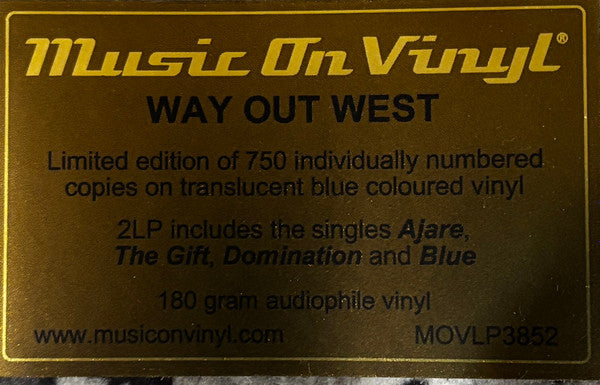 Music On Vinyl®
WAY OUT WEST
Limited edition of 750 individually numbered
copies on translucent blue coloured vinyl
2LP includes the singles Ajare,
The Gift, Domination and Blue
180 gram audiophile vinyl
www.musiconvinyl.com MOVLP3852